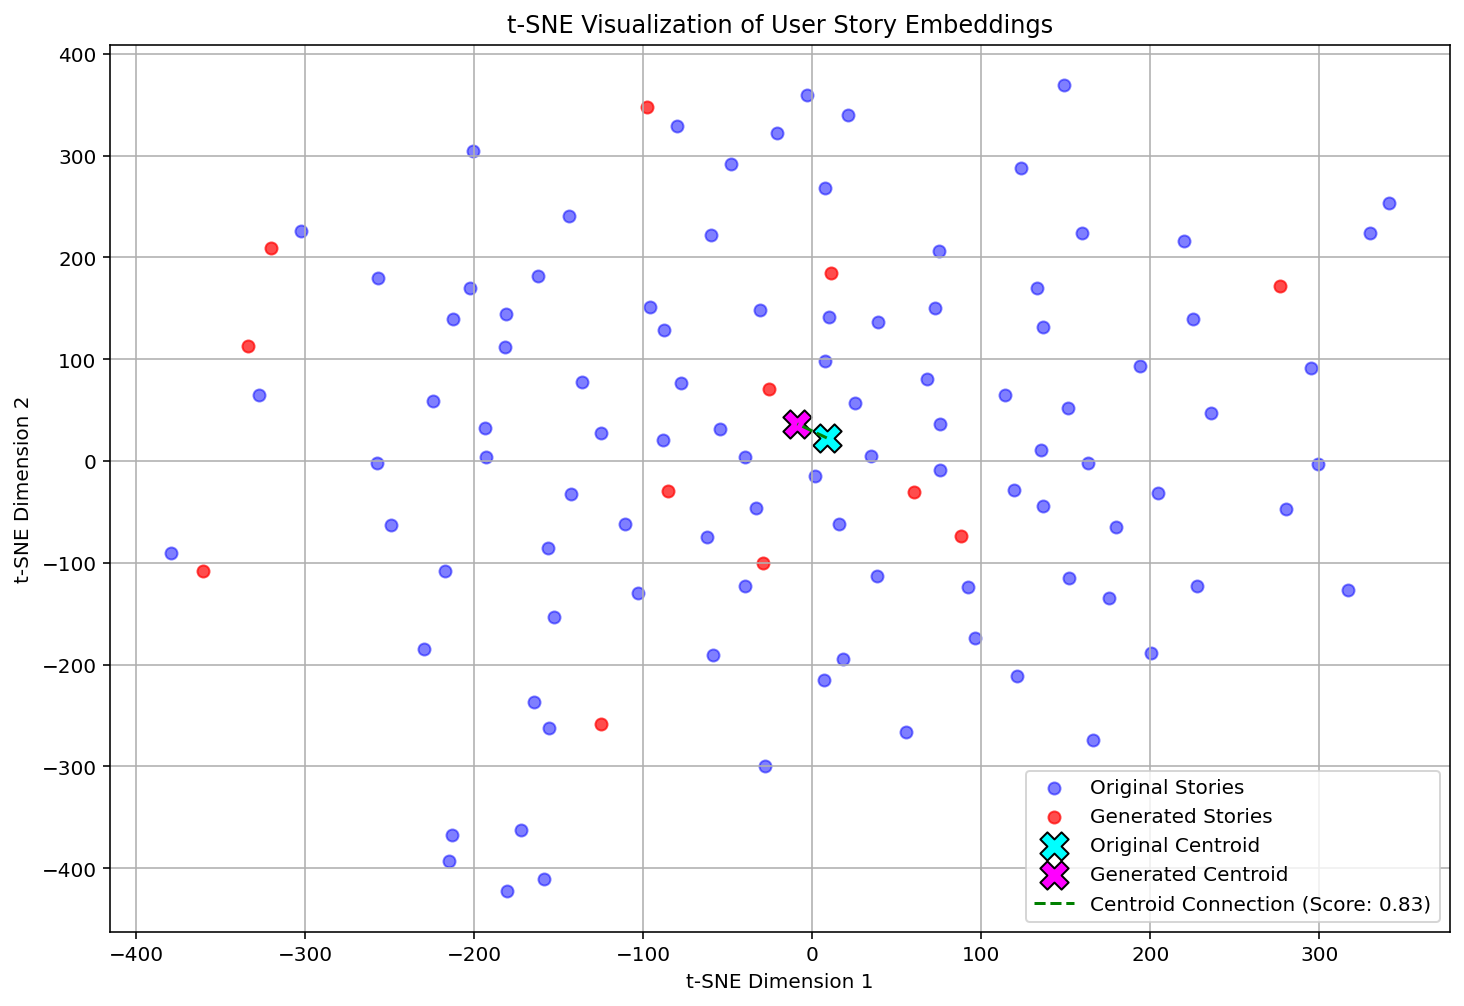 t-SNE Visualization of User Story Embeddings
t-SNE Dimension 2
400
300
200
100
0
−100
−200
−300
−400
Original Stories
Generated Stories
Original Centroid
Generated Centroid
Centroid Connection (Score: 0.83)
−400 −300 −200 −100 0 100 200 300
t-SNE Dimension 1